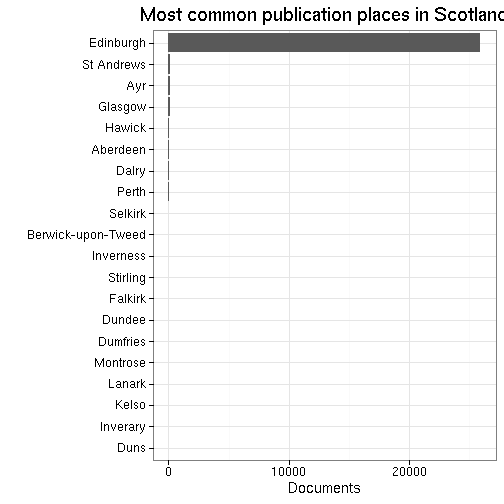 Most common publication places in Scotland
Edinburgh
St Andrews
Ayr
Glasgow
Hawick
Aberdeen
Dalry
Perth
Selkirk
Berwick-upon-Tweed
Inverness
Stirling
Falkirk
Dundee
Dumfries
Montrose
Lanark
Kelso
Inverary
Duns
0 10000 20000
Documents